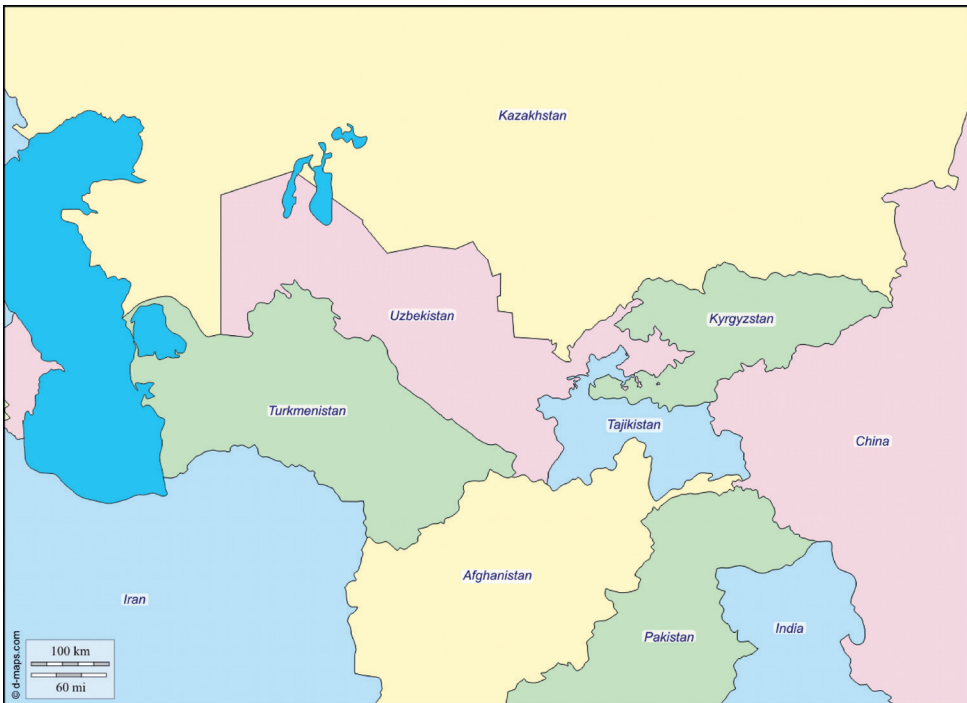 Kazakhstan
Uzbekistan
Kyrgyzstan
Turkmenistan
Tajikistan
China
Afghanistan
Iran
Pakistan
India
100 km
60 mi
© d-maps.com